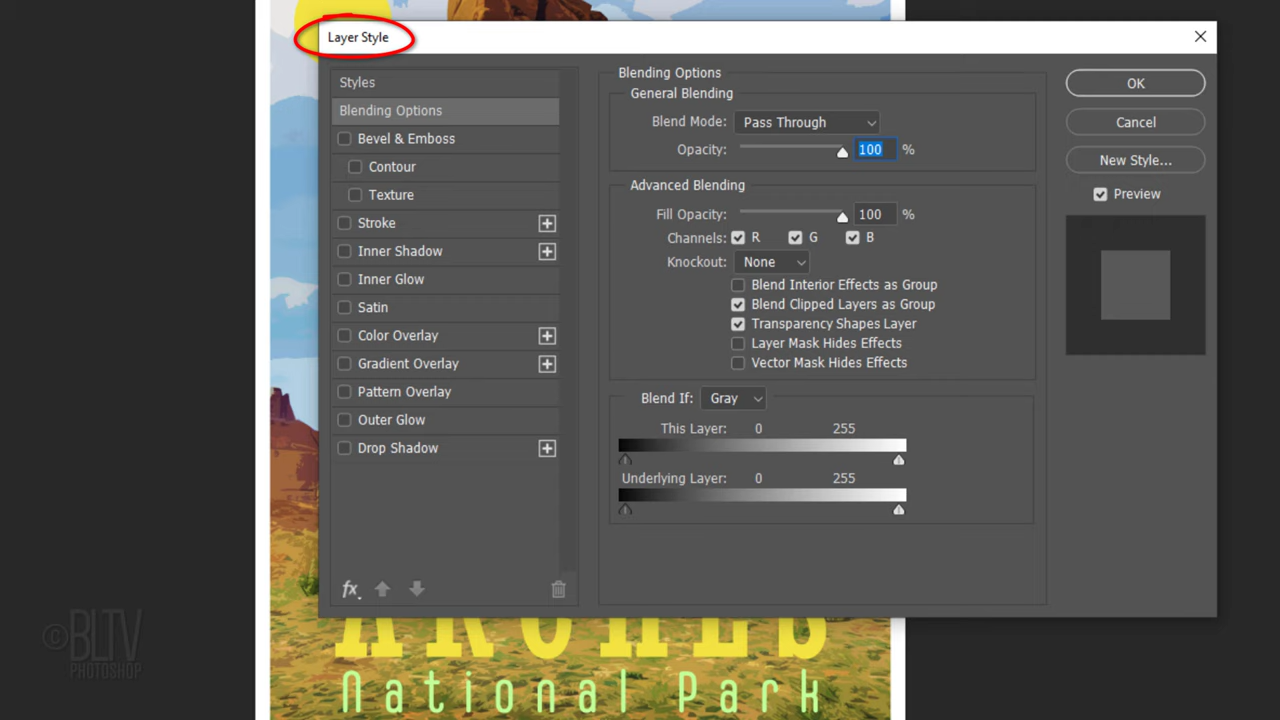 Layer Style
Styles
Blending Options
Bevel & Emboss
Contour
Texture
Stroke
Inner Shadow
Inner Glow
Satin
Color Overlay
Gradient Overlay
Pattern Overlay
Outer Glow
Drop Shadow
fx
Blending Options
General Blending
Blend Mode: Pass Through
Opacity: 100 %
Advanced Blending
Fill Opacity: 100 %
Channels: R G B
Knockout: None
Blend Interior Effects as Group
Blend Clipped Layers as Group
Transparency Shapes Layer
Layer Mask Hides Effects
Vector Mask Hides Effects
Blend If: Gray
This Layer: 0 255
Underlying Layer: 0 255
OK
Cancel
New Style...
Preview
ARCHES
National Park
©BLTV
PHOTOSHOP